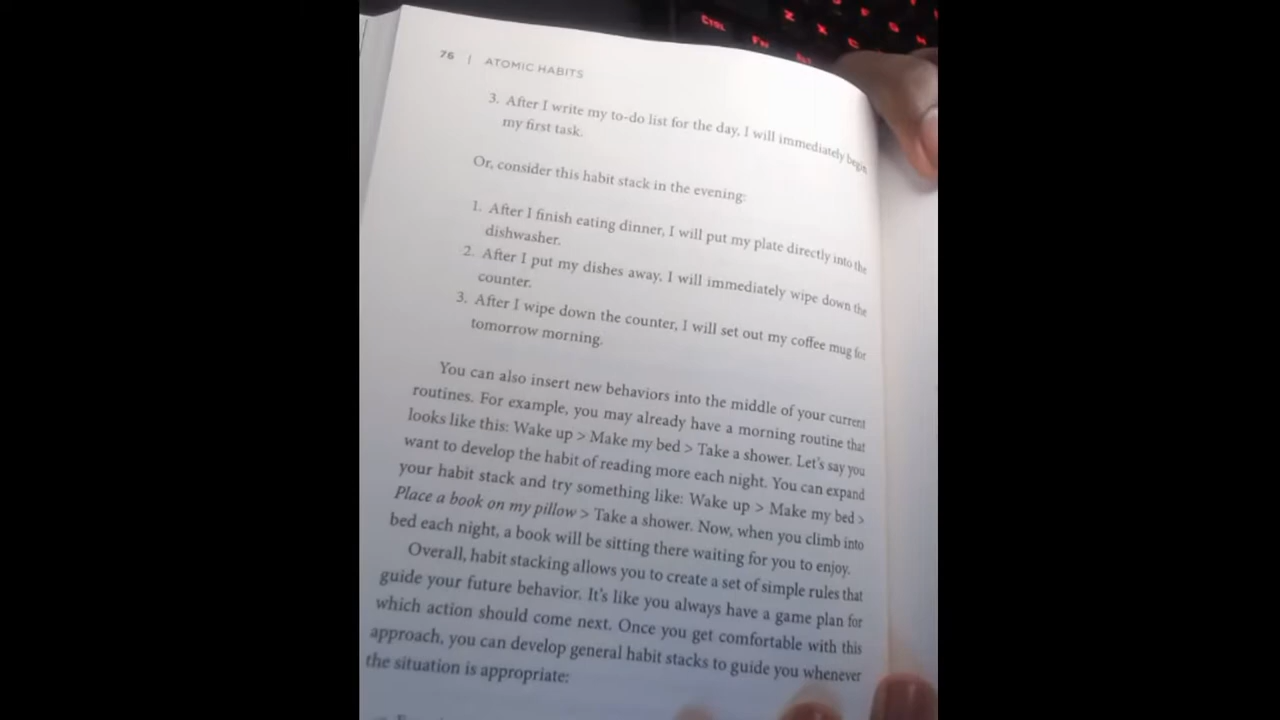 CTRL
FN
Z
X
C
76 | ATOMIC HABITS
3. After I write my to-do list for the day, I will immediately begin
my first task.
Or, consider this habit stack in the evening:
1. After I finish eating dinner, I will put my plate directly into the
dishwasher.
2. After I put my dishes away, I will immediately wipe down the
counter.
3. After I wipe down the counter, I will set out my coffee mug for
tomorrow morning.
You can also insert new behaviors into the middle of your current
routines. For example, you may already have a morning routine that
looks like this: Wake up > Make my bed > Take a shower. Let's say you
want to develop the habit of reading more each night. You can expand
your habit stack and try something like: Wake up > Make my bed >
Place a book on my pillow > Take a shower. Now, when you climb into
bed each night, a book will be sitting there waiting for you to enjoy.
Overall, habit stacking allows you to create a set of simple rules that
guide your future behavior. It's like you always have a game plan for
which action should come next. Once you get comfortable with this
approach, you can develop general habit stacks to guide you whenever
the situation is appropriate: